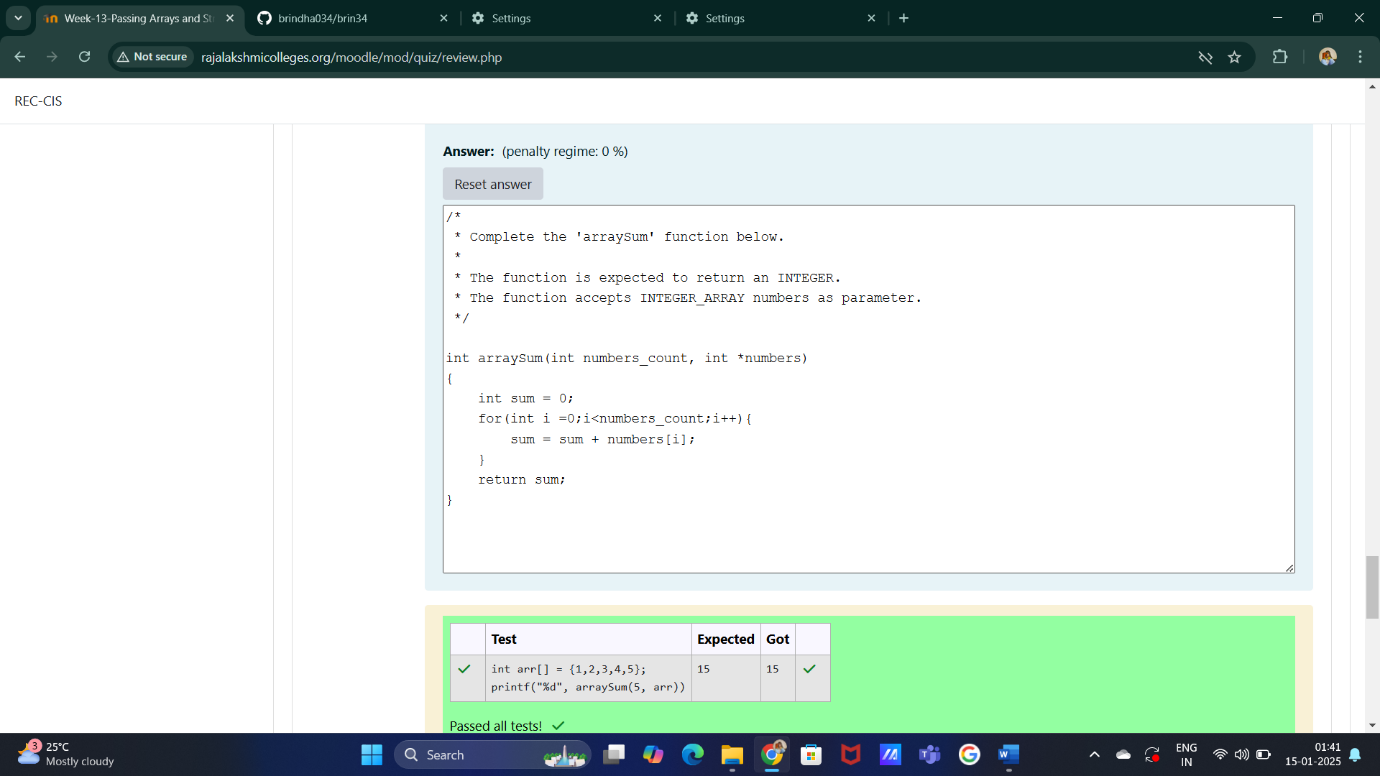 Week-13-Passing Arrays and St
brindha034/brin34
Settings
Settings
Not secure
rajalakshmicolleges.org/moodle/mod/quiz/review.php
REC-CIS
Answer: (penalty regime: 0 %)
Reset answer
/*
* Complete the 'arraySum' function below.
*
* The function is expected to return an INTEGER.
* The function accepts INTEGER_ARRAY numbers as parameter.
*/
int arraySum(int numbers_count, int *numbers)
{
int sum = 0;
for(int i =0;i<numbers_count;i++){
sum = sum + numbers[i];
}
return sum;
}
Test Expected Got
int arr[] = {1,2,3,4,5}; 15 15
printf("%d", arraySum(5, arr))
Passed all tests!
3
25°C
Mostly cloudy
Search
ENG
IN
01:41
15-01-2025